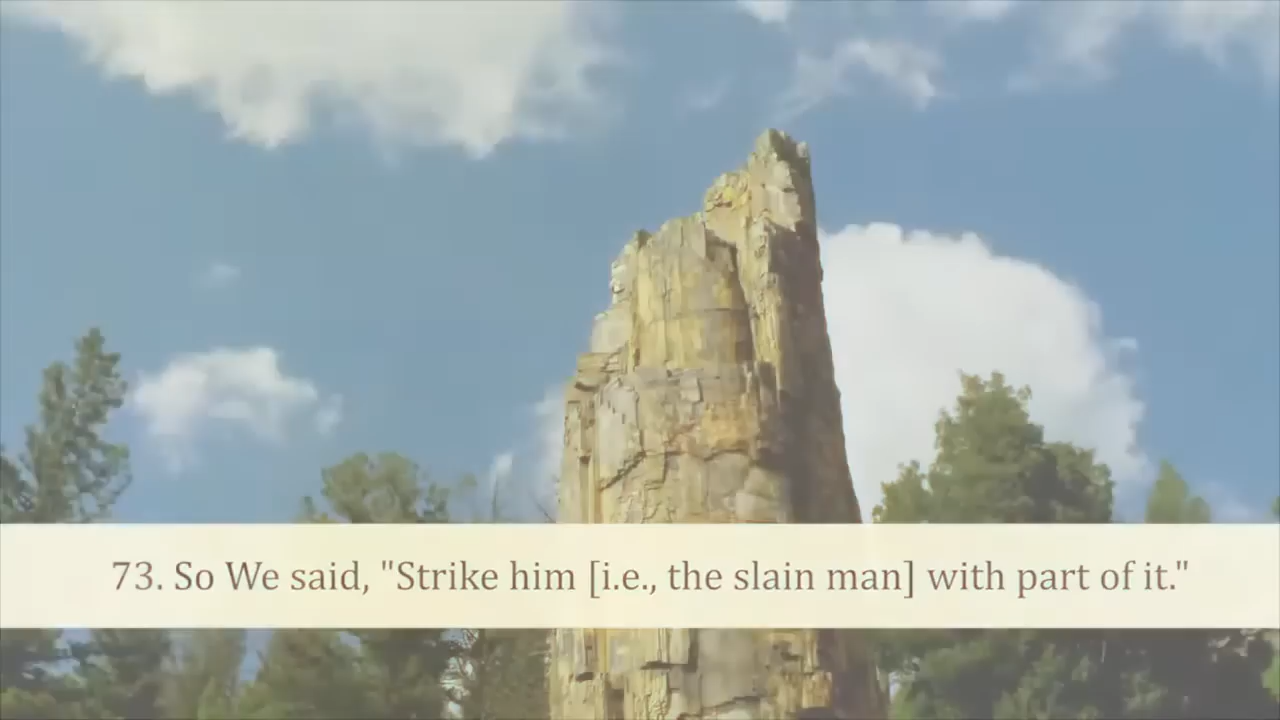 73. So We said, "Strike him [i.e., the slain man] with part of it."